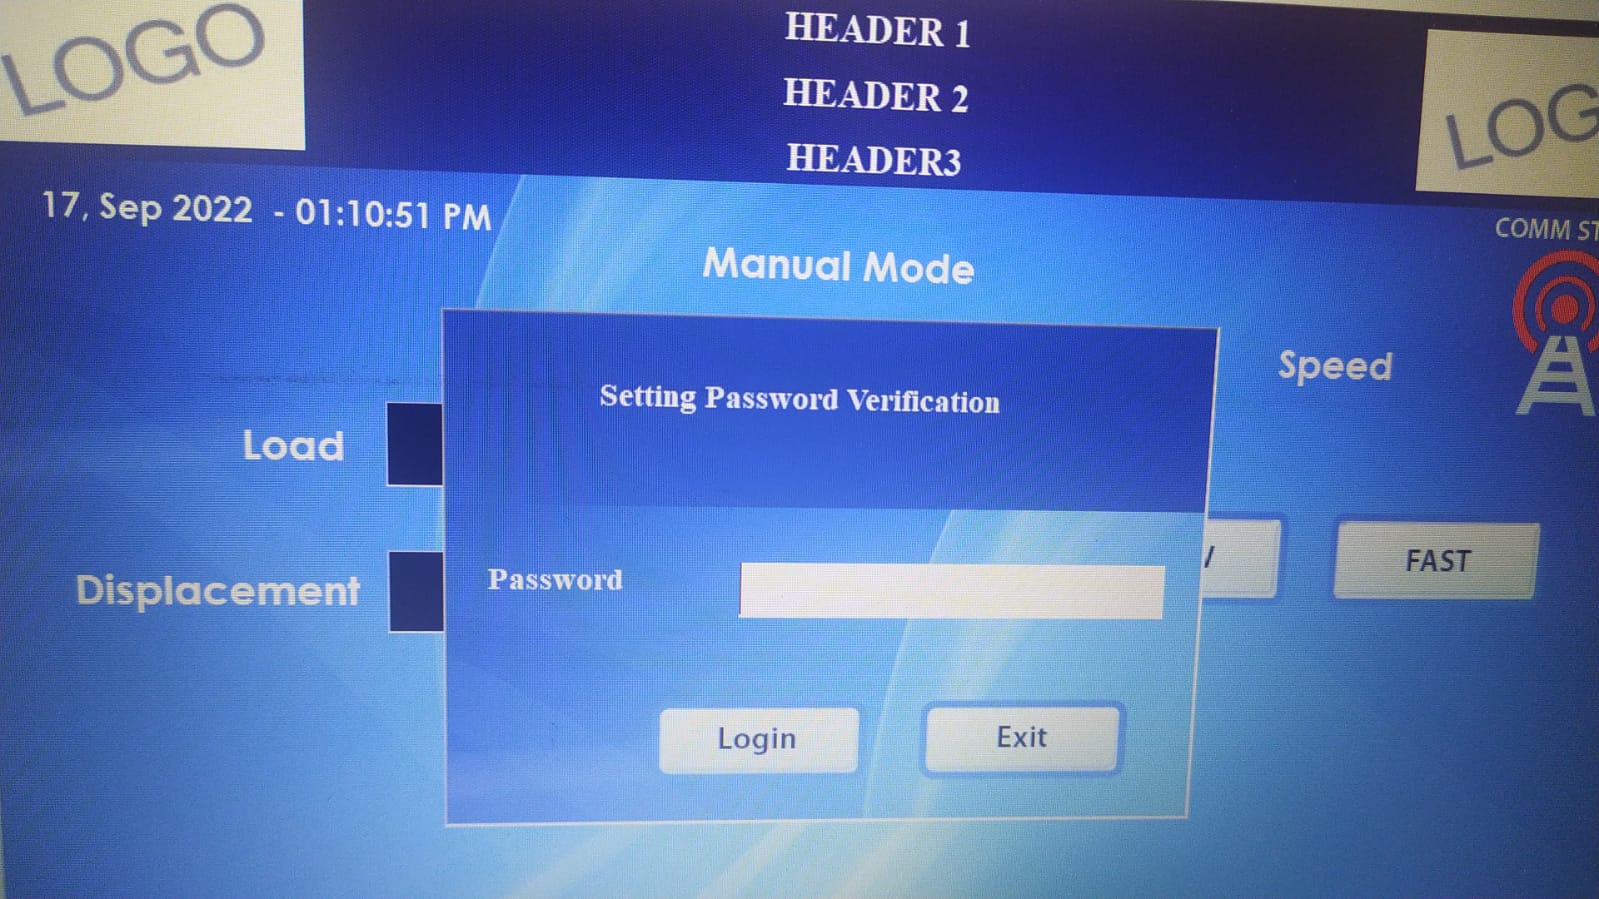 LOGO
HEADER 1
HEADER 2
HEADER3
LOG
17, Sep 2022 - 01:10:51 PM
COMM ST
Manual Mode
Setting Password Verification
Speed
Load
FAST
Displacement
Password
Login
Exit